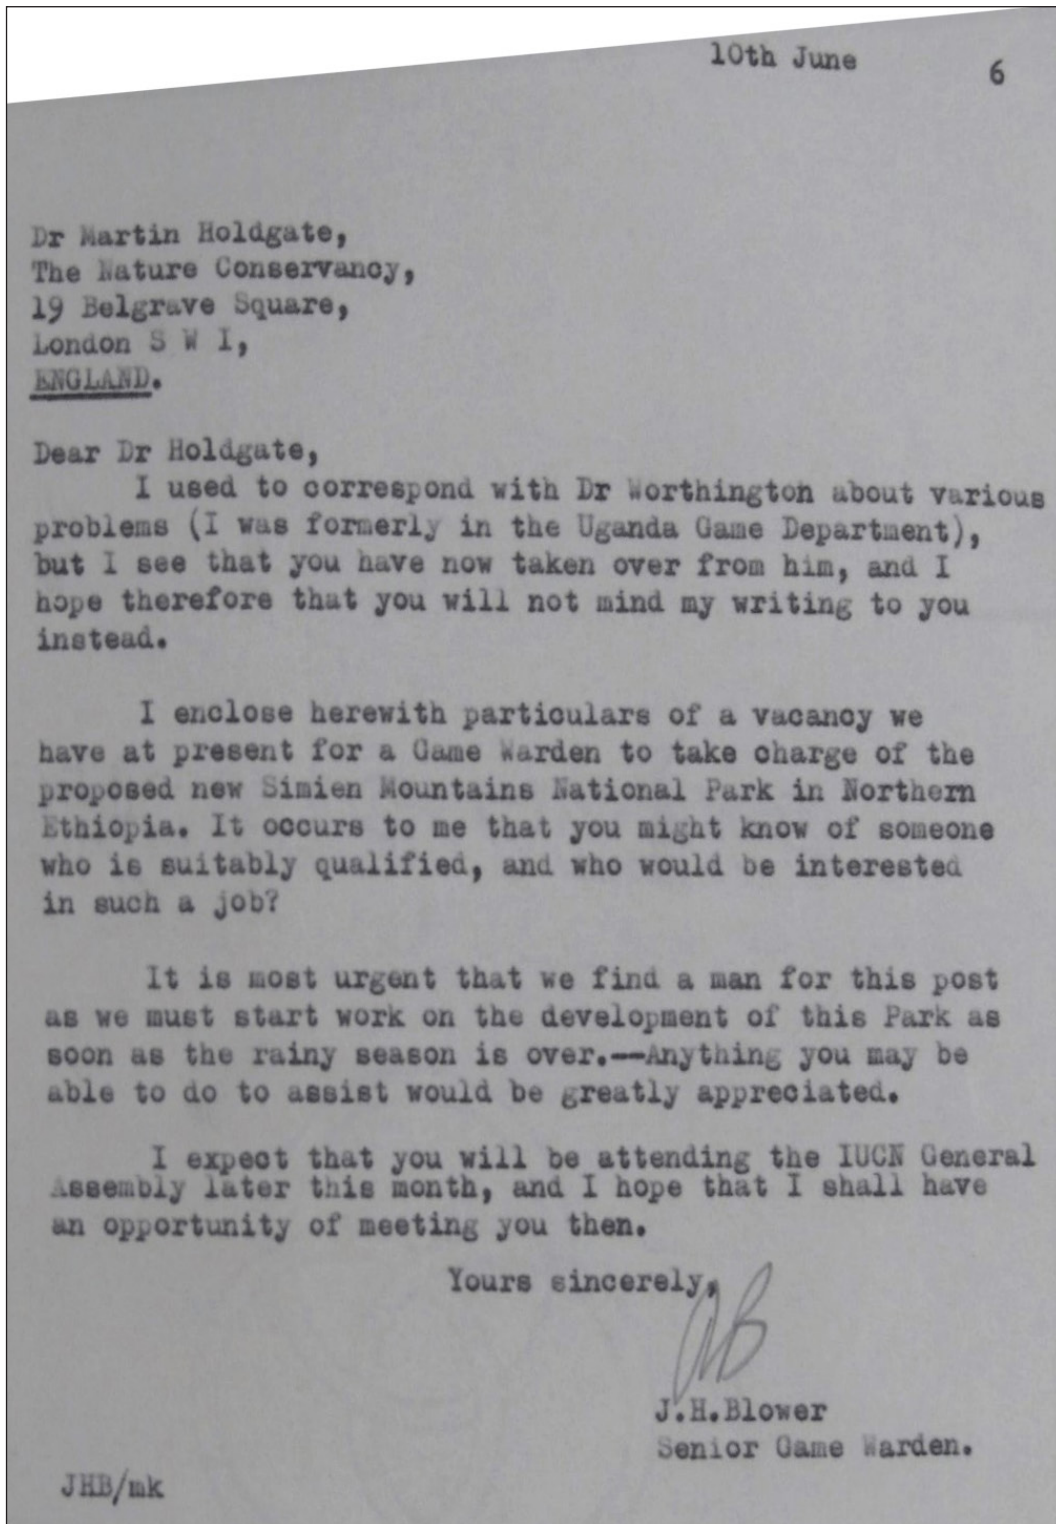 10th June 6
Dr Martin Holdgate,
The Nature Conservancy,
19 Belgrave Square,
London S W I,
ENGLAND.
Dear Dr Holdgate,
I used to correspond with Dr Worthington about various
problems (I was formerly in the Uganda Game Department),
but I see that you have now taken over from him, and I
hope therefore that you will not mind my writing to you
instead.
I enclose herewith particulars of a vacancy we
have at present for a Game Warden to take charge of the
proposed new Simien Mountains National Park in Northern
Ethiopia. It occurs to me that you might know of someone
who is suitably qualified, and who would be interested
in such a job?
It is most urgent that we find a man for this post
as we must start work on the development of this Park as
soon as the rainy season is over.--Anything you may be
able to do to assist would be greatly appreciated.
I expect that you will be attending the IUCN General
Assembly later this month, and I hope that I shall have
an opportunity of meeting you then.
Yours sincerely,
J.H.Blower
Senior Game Warden.
JHB/mk